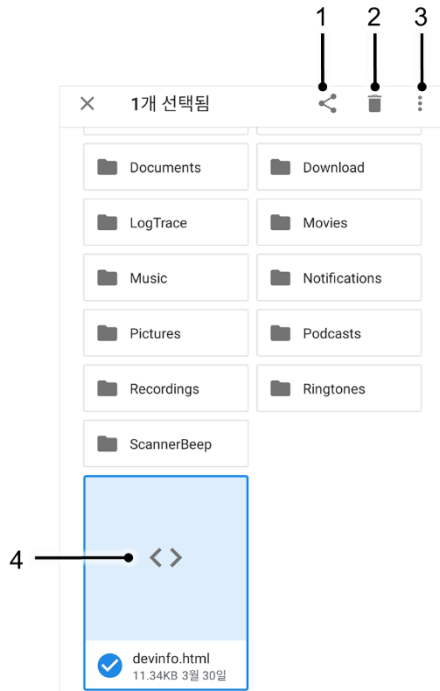 1 2 3
1개 선택됨
Documents Download
LogTrace Movies
Music Notifications
Pictures Podcasts
Recordings Ringtones
ScannerBeep
4
devinfo.html
11.34KB 3월 30일